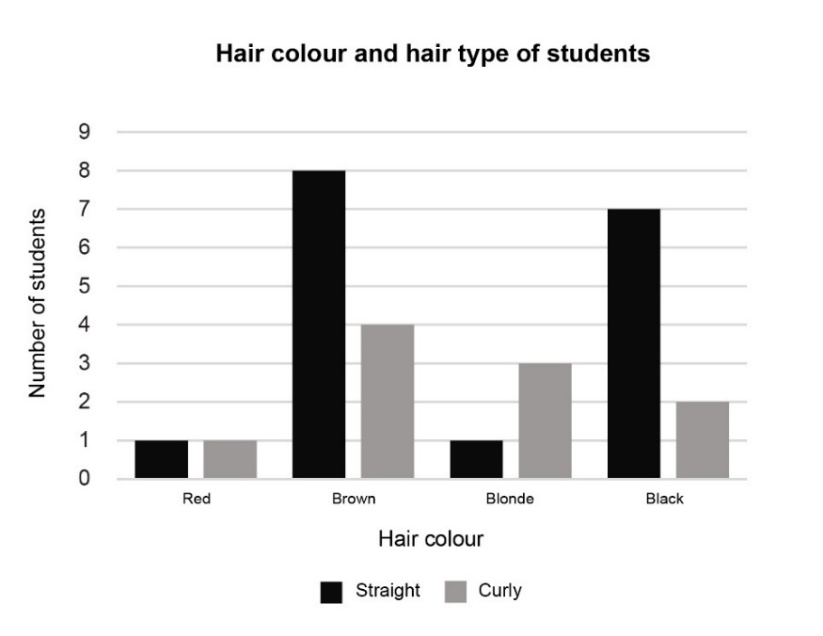 Hair colour and hair type of students
Number of students
9
8
7
6
5
4
3
2
1
0
Red Brown Blonde Black
Hair colour
Straight Curly